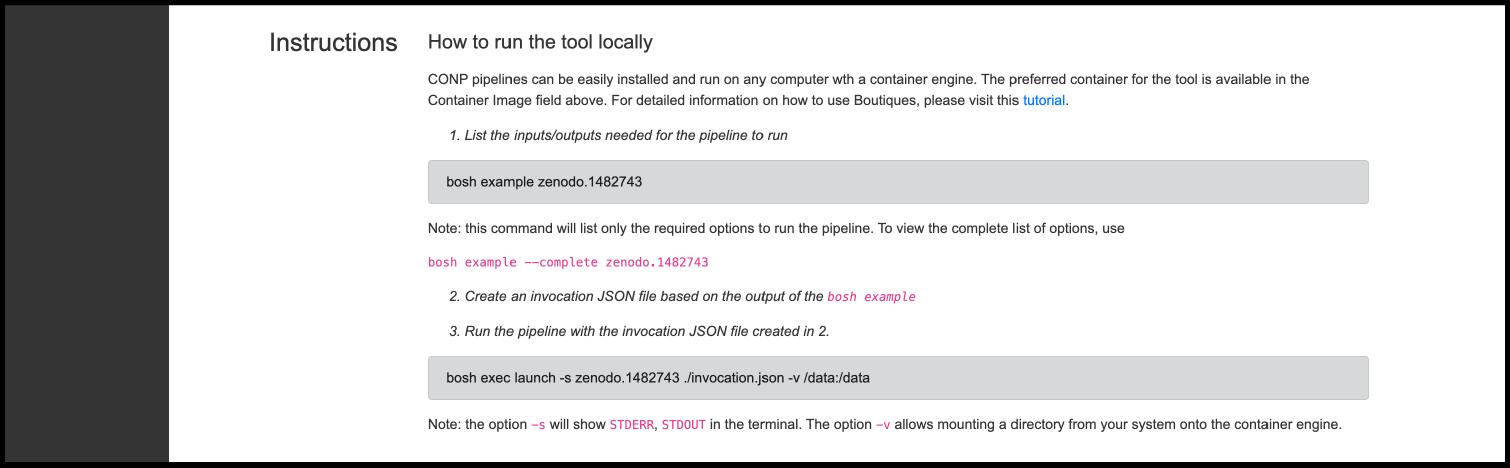 Instructions
How to run the tool locally
CONP pipelines can be easily installed and run on any computer wth a container engine. The preferred container for the tool is available in the
Container Image field above. For detailed information on how to use Boutiques, please visit this tutorial.
1. List the inputs/outputs needed for the pipeline to run
bosh example zenodo.1482743
Note: this command will list only the required options to run the pipeline. To view the complete list of options, use
bosh example --complete zenodo.1482743
2. Create an invocation JSON file based on the output of the bosh example
3. Run the pipeline with the invocation JSON file created in 2.
bosh exec launch -s zenodo.1482743 ./invocation.json -v /data:/data
Note: the option -s will show STDERR, STDOUT in the terminal. The option -v allows mounting a directory from your system onto the container engine.